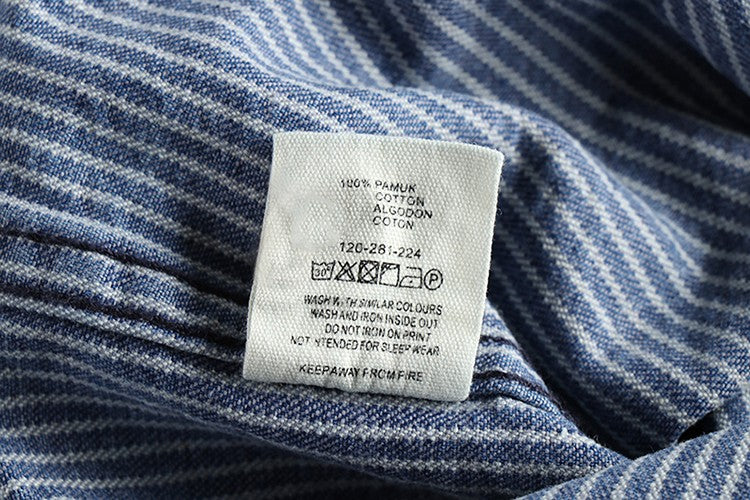 100% PAMUK
COTTON
ALGODON
COTON
120-281-224
30° P
WASH WITH SIMILAR COLOURS
WASH AND IRON INSIDE OUT
DO NOT IRON ON PRINT
NOT INTENDED FOR SLEEP WEAR
KEEP AWAY FROM FIRE